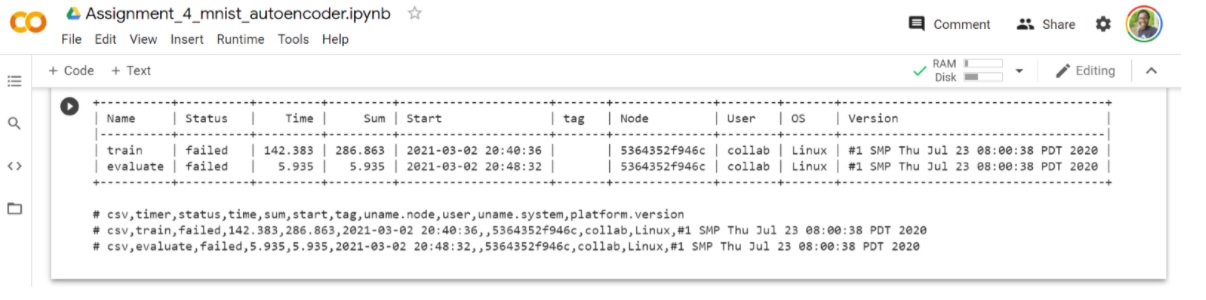 CO Assignment_4_mnist_autoencoder.ipynb
Comment Share
File Edit View Insert Runtime Tools Help
+ Code + Text
RAM
Disk
Editing
+----------+--------+---------+---------+---------------------+-----+--------------+--------+-------+-------------------------------------+
| Name | Status | Time | Sum | Start | tag | Node | User | OS | Version |
|----------+--------+---------+---------+---------------------+-----+--------------+--------+-------+-------------------------------------|
| train | failed | 142.383 | 286.863 | 2021-03-02 20:40:36 | | 5364352f946c | collab | Linux | #1 SMP Thu Jul 23 08:00:38 PDT 2020 |
| evaluate | failed | 5.935 | 5.935 | 2021-03-02 20:48:32 | | 5364352f946c | collab | Linux | #1 SMP Thu Jul 23 08:00:38 PDT 2020 |
+----------+--------+---------+---------+---------------------+-----+--------------+--------+-------+-------------------------------------+
# csv,timer,status,time,sum,start,tag,uname.node,user,uname.system,platform.version
# csv,train,failed,142.383,286.863,2021-03-02 20:40:36,,5364352f946c,collab,Linux,#1 SMP Thu Jul 23 08:00:38 PDT 2020
# csv,evaluate,failed,5.935,5.935,2021-03-02 20:48:32,,5364352f946c,collab,Linux,#1 SMP Thu Jul 23 08:00:38 PDT 2020